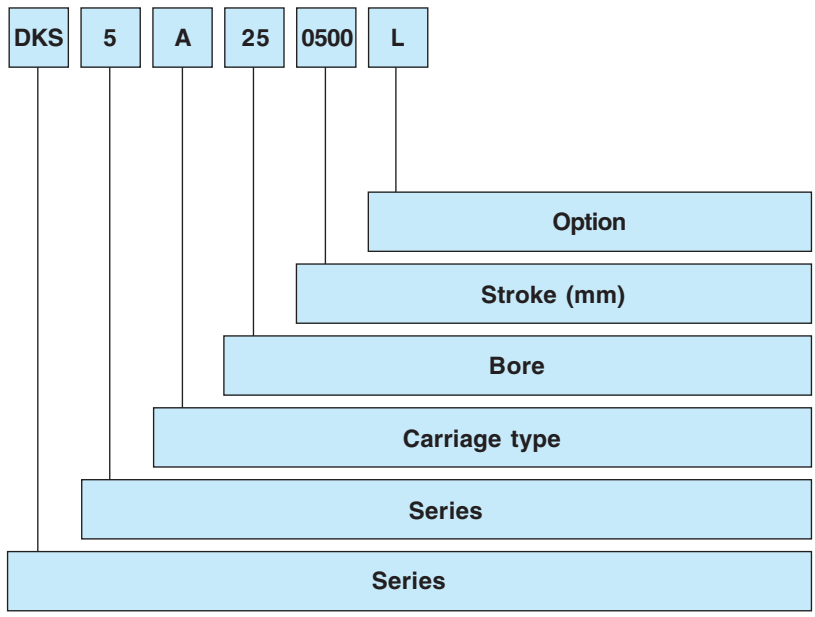 DKS 5 A 25 0500 L
Option
Stroke (mm)
Bore
Carriage type
Series
Series